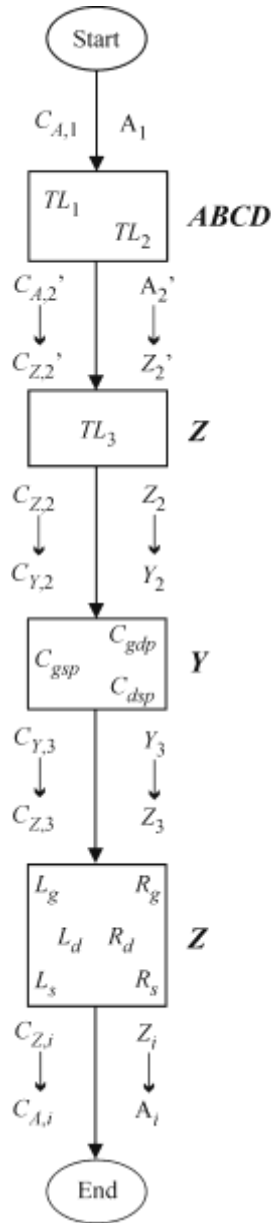 Start
C_{A,1} A_1
TL_1
TL_2 ABCD
C_{A,2}' A_2'
C_{Z,2}' Z_2'
TL_3 Z
C_{Z,2} Z_2
C_{Y,2} Y_2
C_{gdp}
C_{gsp} Y
C_{dsp}
C_{Y,3} Y_3
C_{Z,3} Z_3
L_g R_g
L_d R_d Z
L_s R_s
C_{Z,i} Z_i
C_{A,i} A_i
End